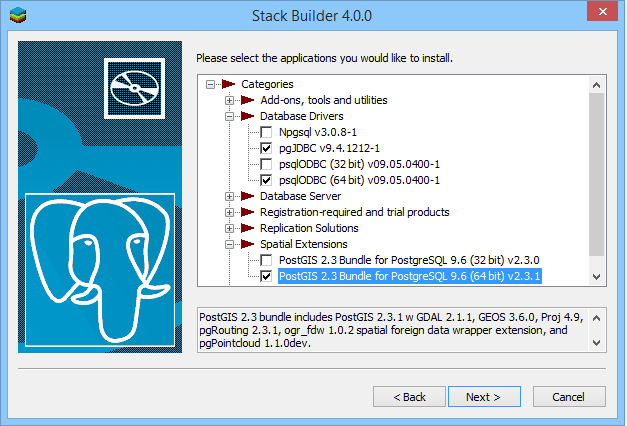 Stack Builder 4.0.0
Please select the applications you would like to install.
Categories
Add-ons, tools and utilities
Database Drivers
Npgsql v3.0.8-1
pgJDBC v9.4.1212-1
psqlODBC (32 bit) v09.05.0400-1
psqlODBC (64 bit) v09.05.0400-1
Database Server
Registration-required and trial products
Replication Solutions
Spatial Extensions
PostGIS 2.3 Bundle for PostgreSQL 9.6 (32 bit) v2.3.0
PostGIS 2.3 Bundle for PostgreSQL 9.6 (64 bit) v2.3.1
PostGIS 2.3 bundle includes PostGIS 2.3.1 w GDAL 2.1.1, GEOS 3.6.0, Proj 4.9,
pgRouting 2.3.1, ogr_fdw 1.0.2 spatial foreign data wrapper extension, and
pgPointcloud 1.1.0dev.
< Back
Next >
Cancel